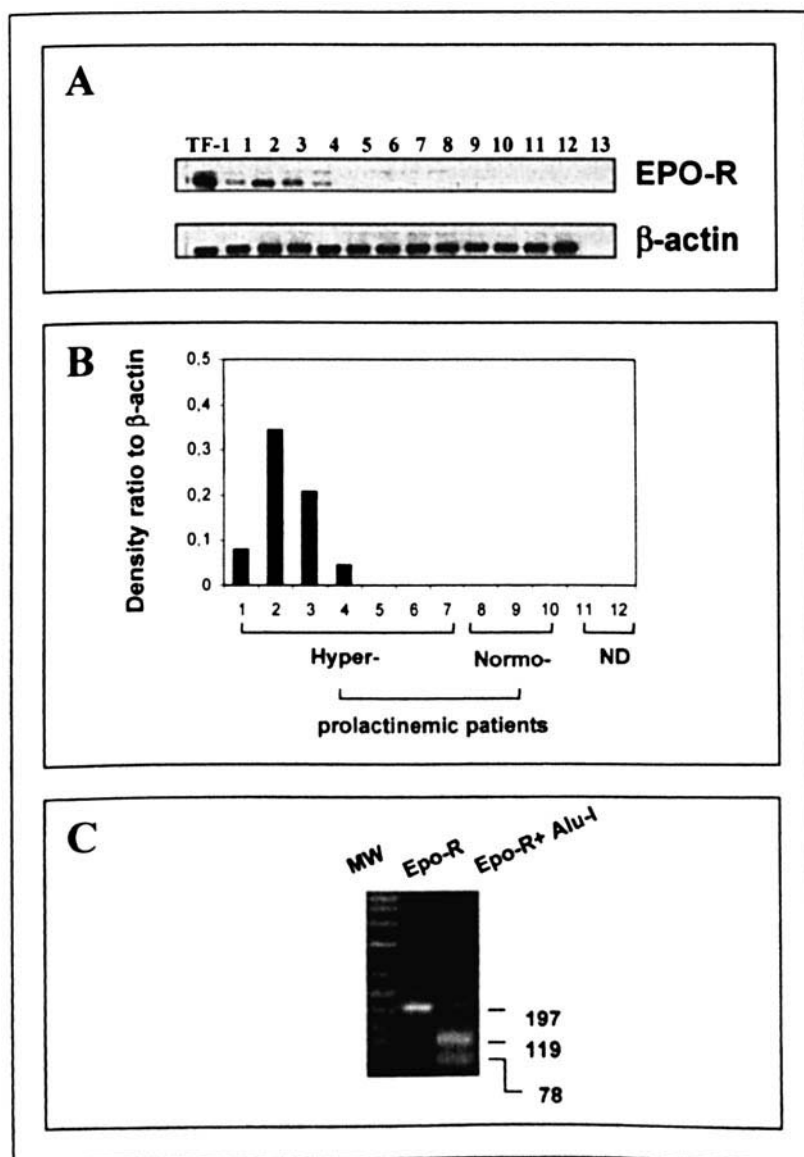 A
TF-1 1 2 3 4 5 6 7 8 9 10 11 12 13
EPO-R
β-actin
B
Density ratio to β-actin
0,5
0,4
0,3
0,2
0,1
0
1 2 3 4 5 6 7 8 9 10 11 12
Hyper- Normo- ND
prolactinemic patients
C
MW Epo-R Epo-R+ Alu-I
197
119
78